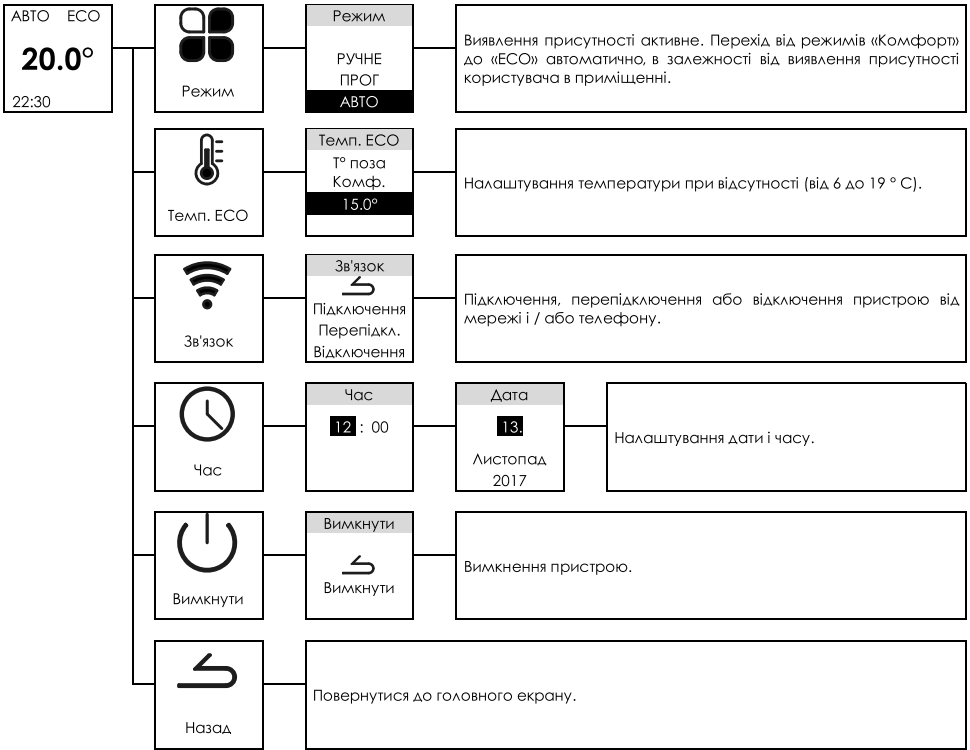 АВТО ECO
20.0°
22:30
Режим
Режим
РУЧНЕ
ПРОГ
АВТО
Виявлення присутності активне. Перехід від режимів «Комфорт»
до «ECO» автоматично, в залежності від виявлення присутності
користувача в приміщенні.
Темп. ECO
Темп. ECO
Т° поза
Комф.
15.0°
Налаштування температури при відсутності (від 6 до 19 ° С).
Зв'язок
Зв'язок
Підключення
Перепідкл.
Відключення
Підключення, перепідключення або відключення пристрою від
мережі і / або телефону.
Час
Час
12 : 00
Дата
13.
Листопад
2017
Налаштування дати і часу.
Вимкнути
Вимкнути
Вимкнути
Вимкнення пристрою.
Назад
Повернутися до головного екрану.